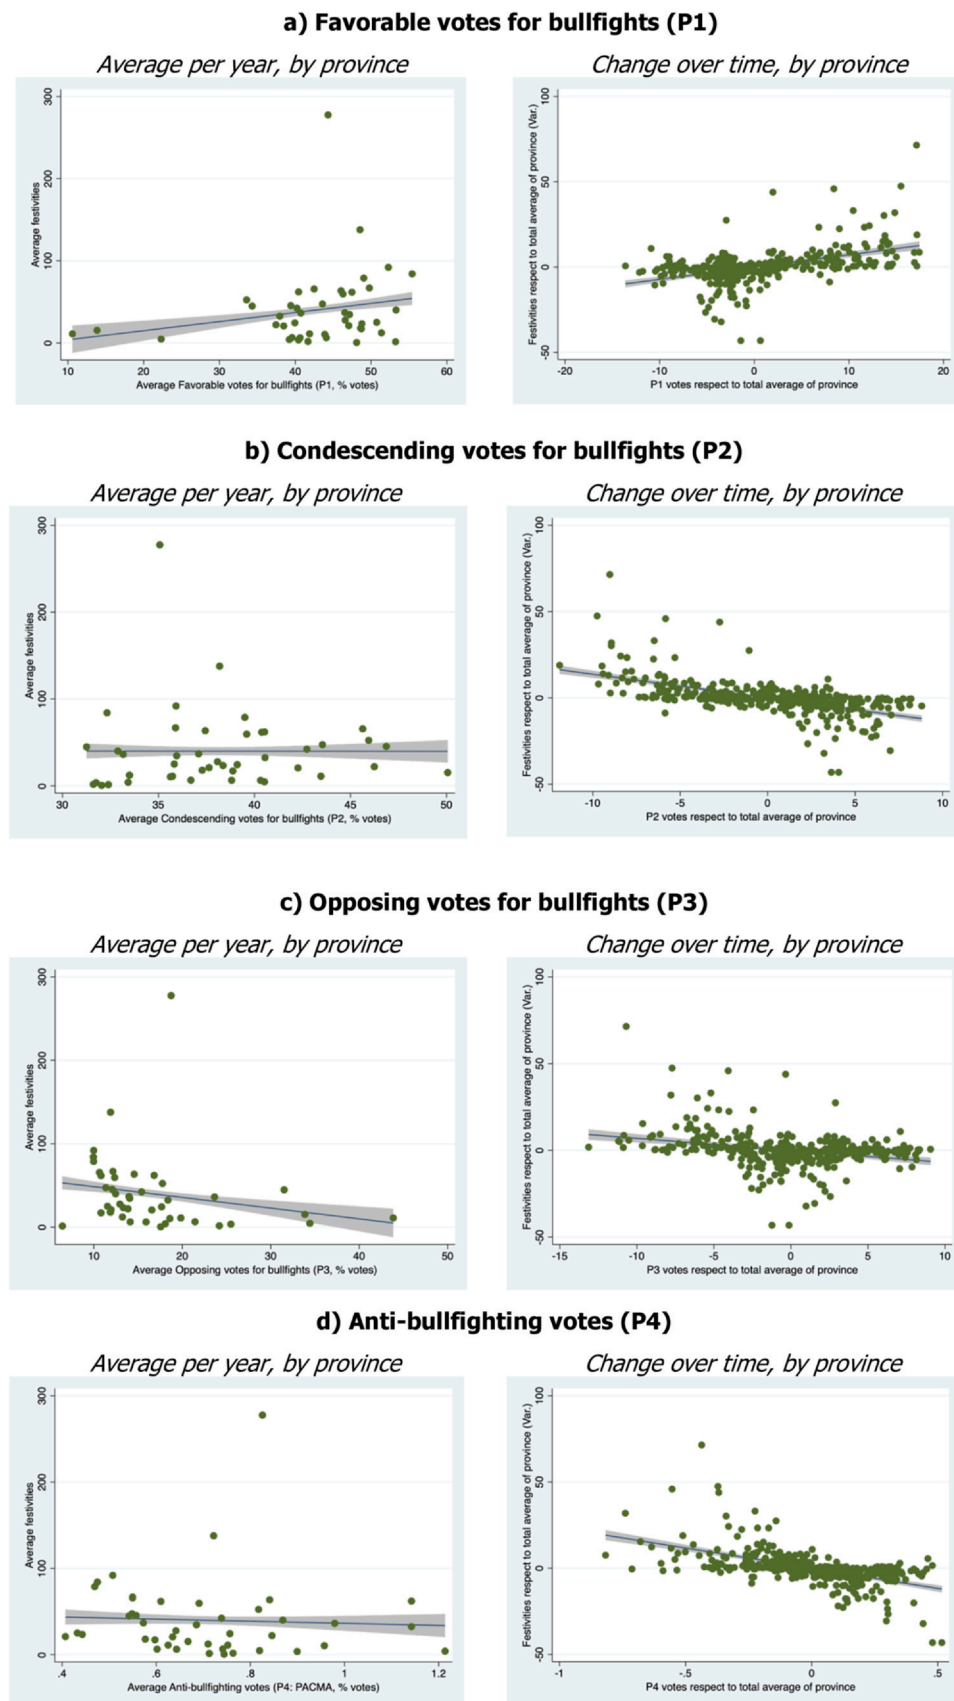 a) Favorable votes for bullfights (P1)
Average per year, by province
Change over time, by province
Average festivities
300
200
100
0
10 20 30 40 50 60
Average Favorable votes for bullfights (P1, % votes)
Festivities respect to total average of province (Var.)
100
50
0
-50
-20 -10 0 10 20
P1 votes respect to total average of province
b) Condescending votes for bullfights (P2)
Average per year, by province
Change over time, by province
Average festivities
300
200
100
0
30 35 40 45 50
Average Condescending votes for bullfights (P2, % votes)
Festivities respect to total average of province (Var.)
100
50
0
-50
-10 -5 0 5 10
P2 votes respect to total average of province
c) Opposing votes for bullfights (P3)
Average per year, by province
Change over time, by province
Average festivities
300
200
100
0
10 20 30 40 50
Average Opposing votes for bullfights (P3, % votes)
Festivities respect to total average of province (Var.)
100
50
0
-50
-15 -10 -5 0 5 10
P3 votes respect to total average of province
d) Anti-bullfighting votes (P4)
Average per year, by province
Change over time, by province
Average festivities
300
200
100
0
.4 .6 .8 1 1.2
Average Anti-bullfighting votes (P4: PACMA, % votes)
Festivities respect to total average of province (Var.)
100
50
0
-50
-1 -.5 0 .5
P4 votes respect to total average of province